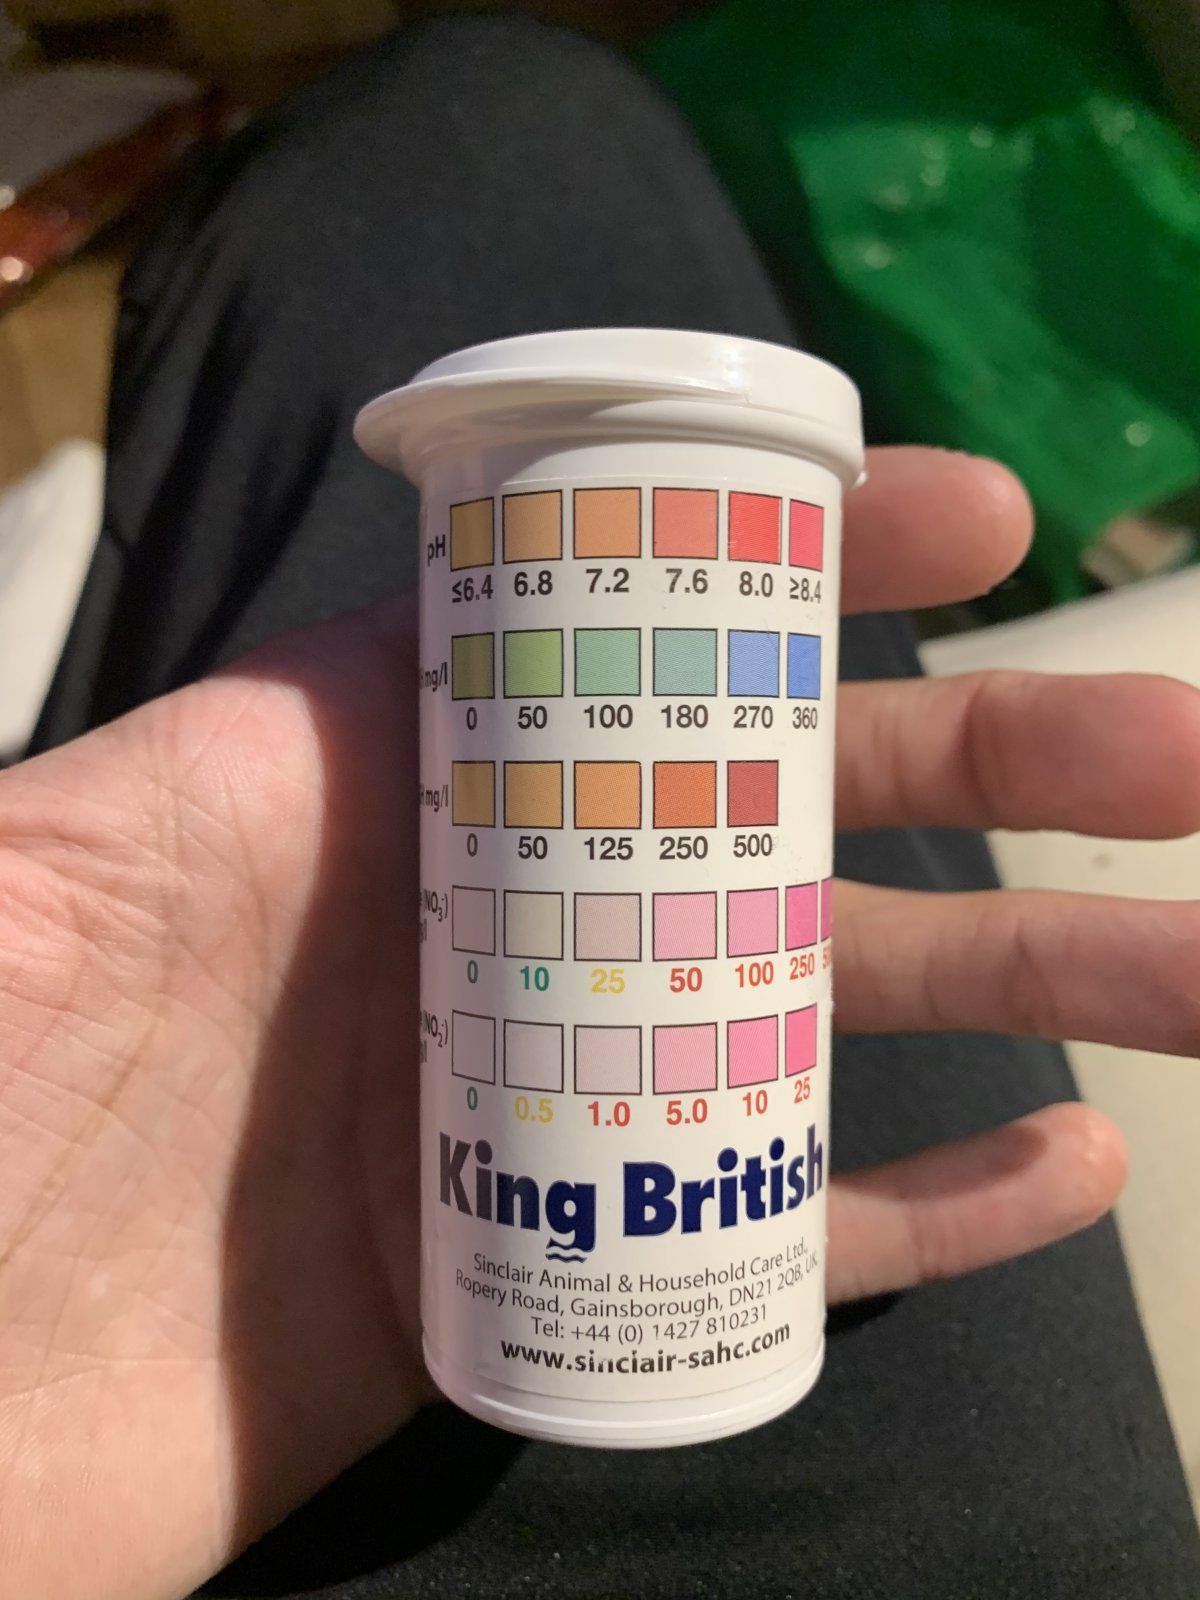 pH
≤6.4 6.8 7.2 7.6 8.0 ≥8.4
mg/l
0 50 100 180 270 360
mg/l
0 50 125 250 500
(NO₃⁻)
0 10 25 50 100 250
(NO₂⁻)
0 0.5 1.0 5.0 10 25
King British
Sinclair Animal & Household Care Ltd.,
Ropery Road, Gainsborough, DN21 2QB, UK.
Tel: +44 (0) 1427 810231
www.sinclair-sahc.com